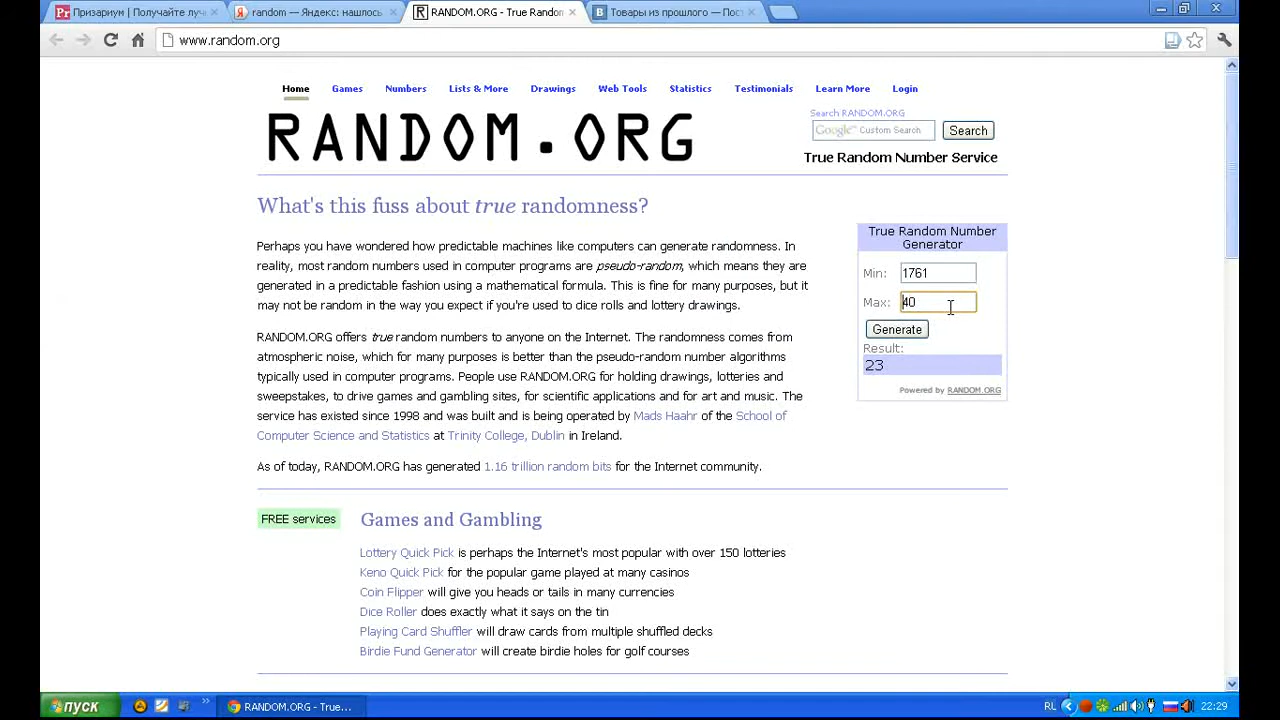 Призариум | Получайте луч
random — Яндекс: нашлось
RANDOM.ORG - True Random
Товары из прошлого — Пост
www.random.org
Home Games Numbers Lists & More Drawings Web Tools Statistics Testimonials Learn More Login
RANDOM.ORG
Search RANDOM.ORG
Google™ Custom Search Search
True Random Number Service
What's this fuss about true randomness?
Perhaps you have wondered how predictable machines like computers can generate randomness. In
reality, most random numbers used in computer programs are pseudo-random, which means they are
generated in a predictable fashion using a mathematical formula. This is fine for many purposes, but it
may not be random in the way you expect if you're used to dice rolls and lottery drawings.
RANDOM.ORG offers true random numbers to anyone on the Internet. The randomness comes from
atmospheric noise, which for many purposes is better than the pseudo-random number algorithms
typically used in computer programs. People use RANDOM.ORG for holding drawings, lotteries and
sweepstakes, to drive games and gambling sites, for scientific applications and for art and music. The
service has existed since 1998 and was built and is being operated by Mads Haahr of the School of
Computer Science and Statistics at Trinity College, Dublin in Ireland.
As of today, RANDOM.ORG has generated 1.16 trillion random bits for the Internet community.
True Random Number
Generator
Min: 1761
Max: 40
Generate
Result:
23
Powered by RANDOM.ORG
FREE services
Games and Gambling
Lottery Quick Pick is perhaps the Internet's most popular with over 150 lotteries
Keno Quick Pick for the popular game played at many casinos
Coin Flipper will give you heads or tails in many currencies
Dice Roller does exactly what it says on the tin
Playing Card Shuffler will draw cards from multiple shuffled decks
Birdie Fund Generator will create birdie holes for golf courses
пуск
RANDOM.ORG - True...
RL
22:29